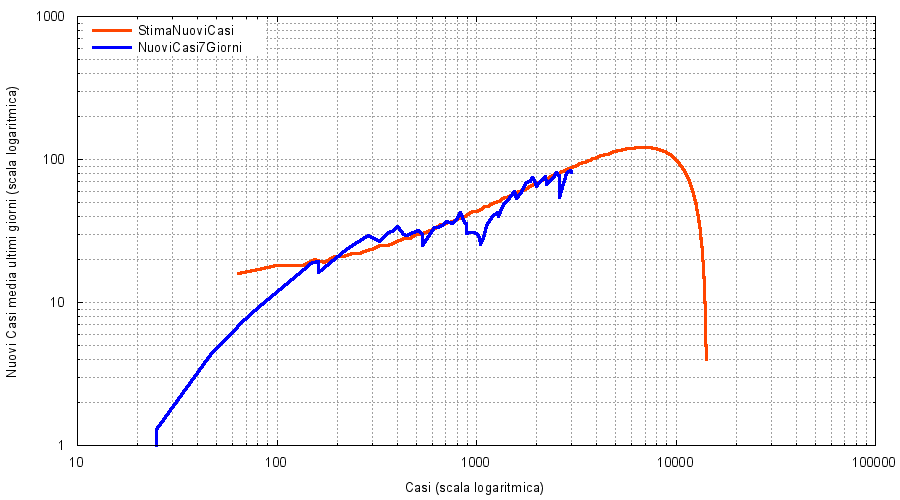 1000
StimaNuoviCasi
NuoviCasi7Giorni
100
10
1
10 100 1000 10000 100000
Nuovi Casi media ultimi giorni (scala logaritmica)
Casi (scala logaritmica)